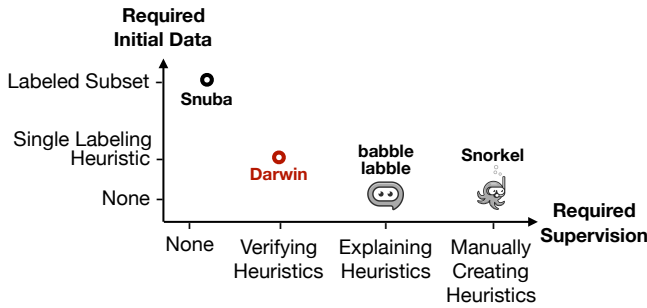 Required
Initial Data
Labeled Subset
Snuba
Single Labeling
Heuristic
Darwin
babble
labble
Snorkel
None
Required
Supervision
None
Verifying
Heuristics
Explaining
Heuristics
Manually
Creating
Heuristics